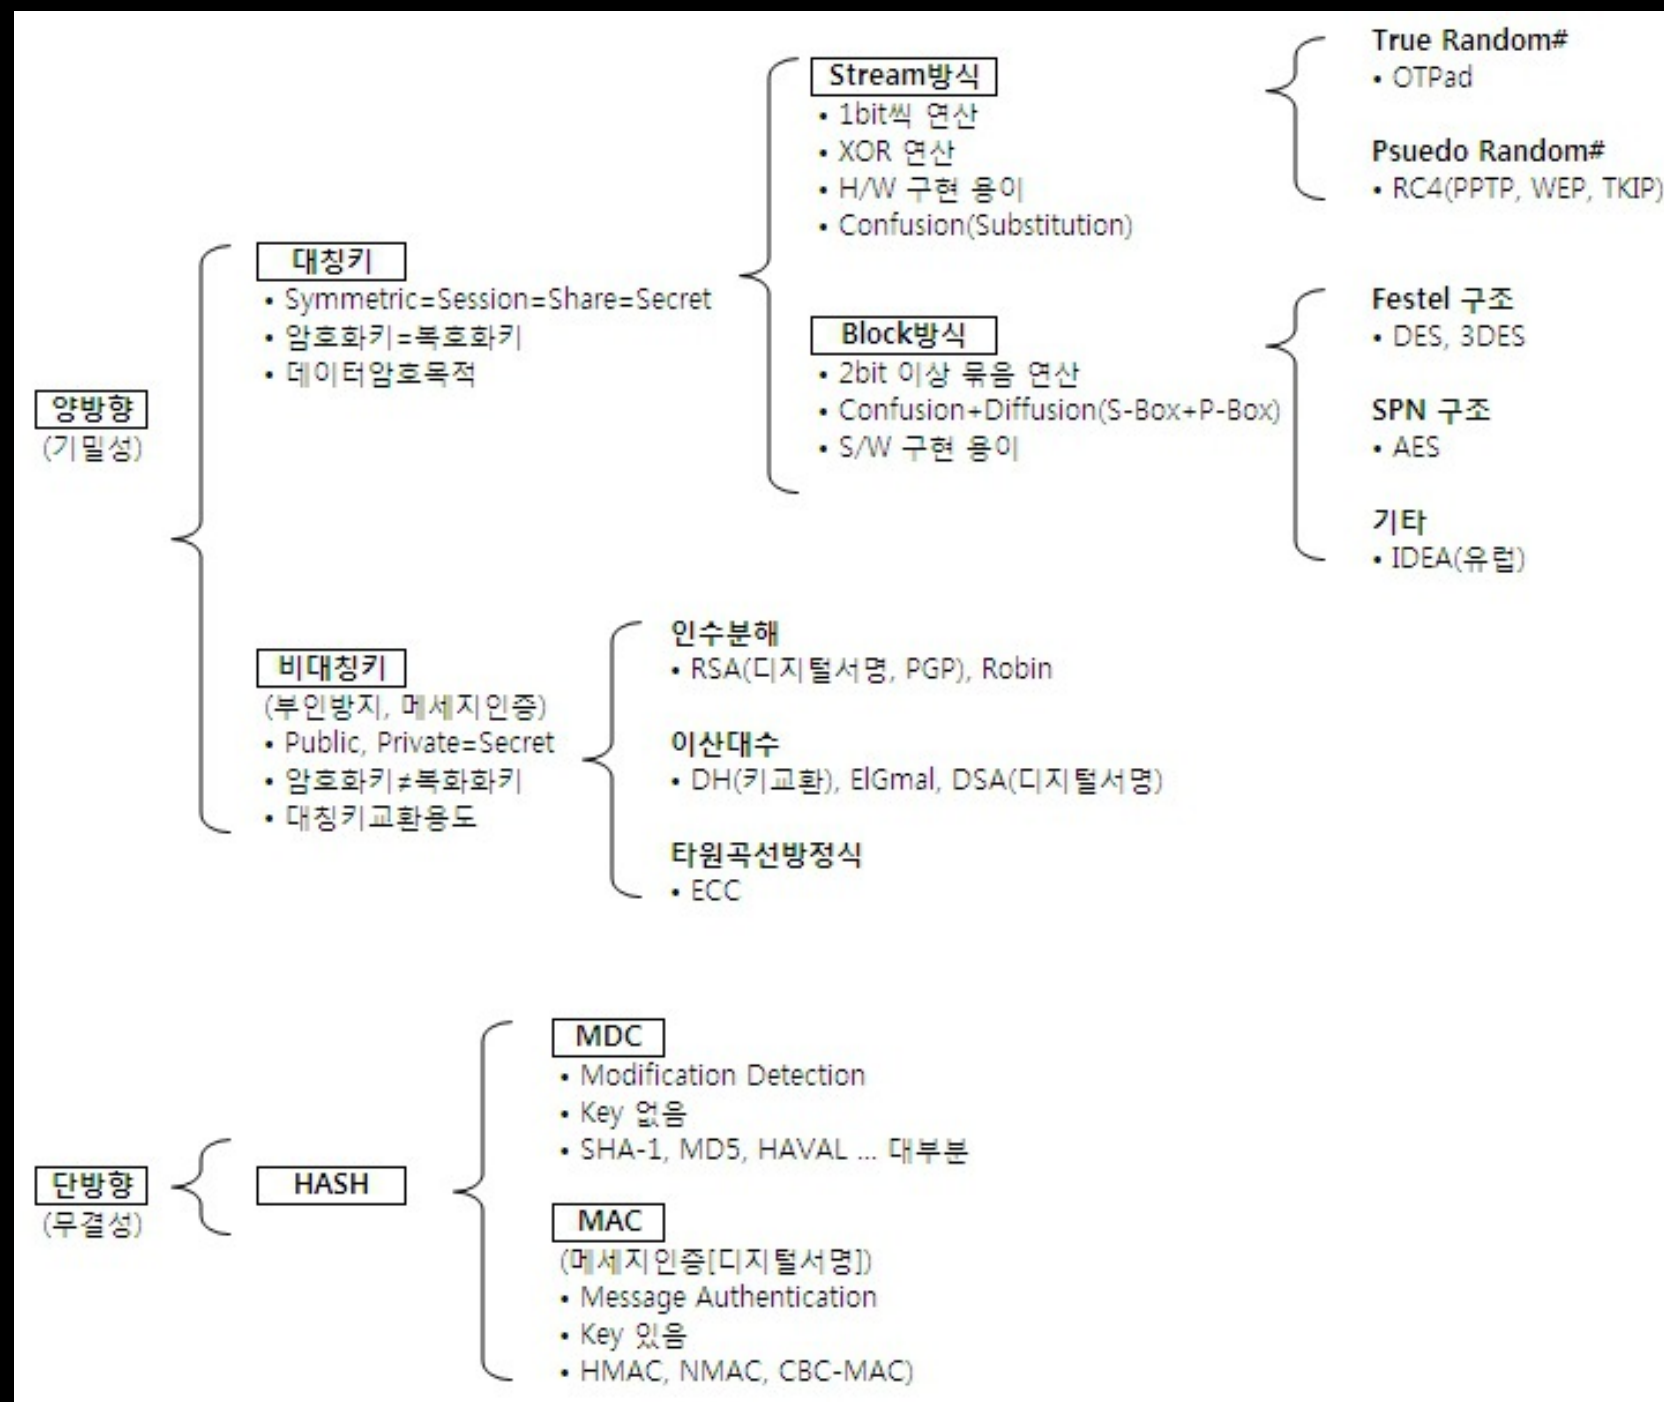 양방향
(기밀성)
대칭키
• Symmetric=Session=Share=Secret
• 암호화키=복호화키
• 데이터암호목적
Stream방식
• 1bit씩 연산
• XOR 연산
• H/W 구현 용이
• Confusion(Substitution)
True Random#
• OTPad
Psuedo Random#
• RC4(PPTP, WEP, TKIP)
Block방식
• 2bit 이상 묶음 연산
• Confusion+Diffusion(S-Box+P-Box)
• S/W 구현 용이
Festel 구조
• DES, 3DES
SPN 구조
• AES
기타
• IDEA(유럽)
비대칭키
(부인방지, 메세지인증)
• Public, Private=Secret
• 암호화키≠복화화키
• 대칭키교환용도
인수분해
• RSA(디지털서명, PGP), Robin
이산대수
• DH(키교환), ElGmal, DSA(디지털서명)
타원곡선방정식
• ECC
단방향
(무결성)
HASH
MDC
• Modification Detection
• Key 없음
• SHA-1, MD5, HAVAL ... 대부분
MAC
(메세지인증[디지털서명])
• Message Authentication
• Key 있음
• HMAC, NMAC, CBC-MAC)